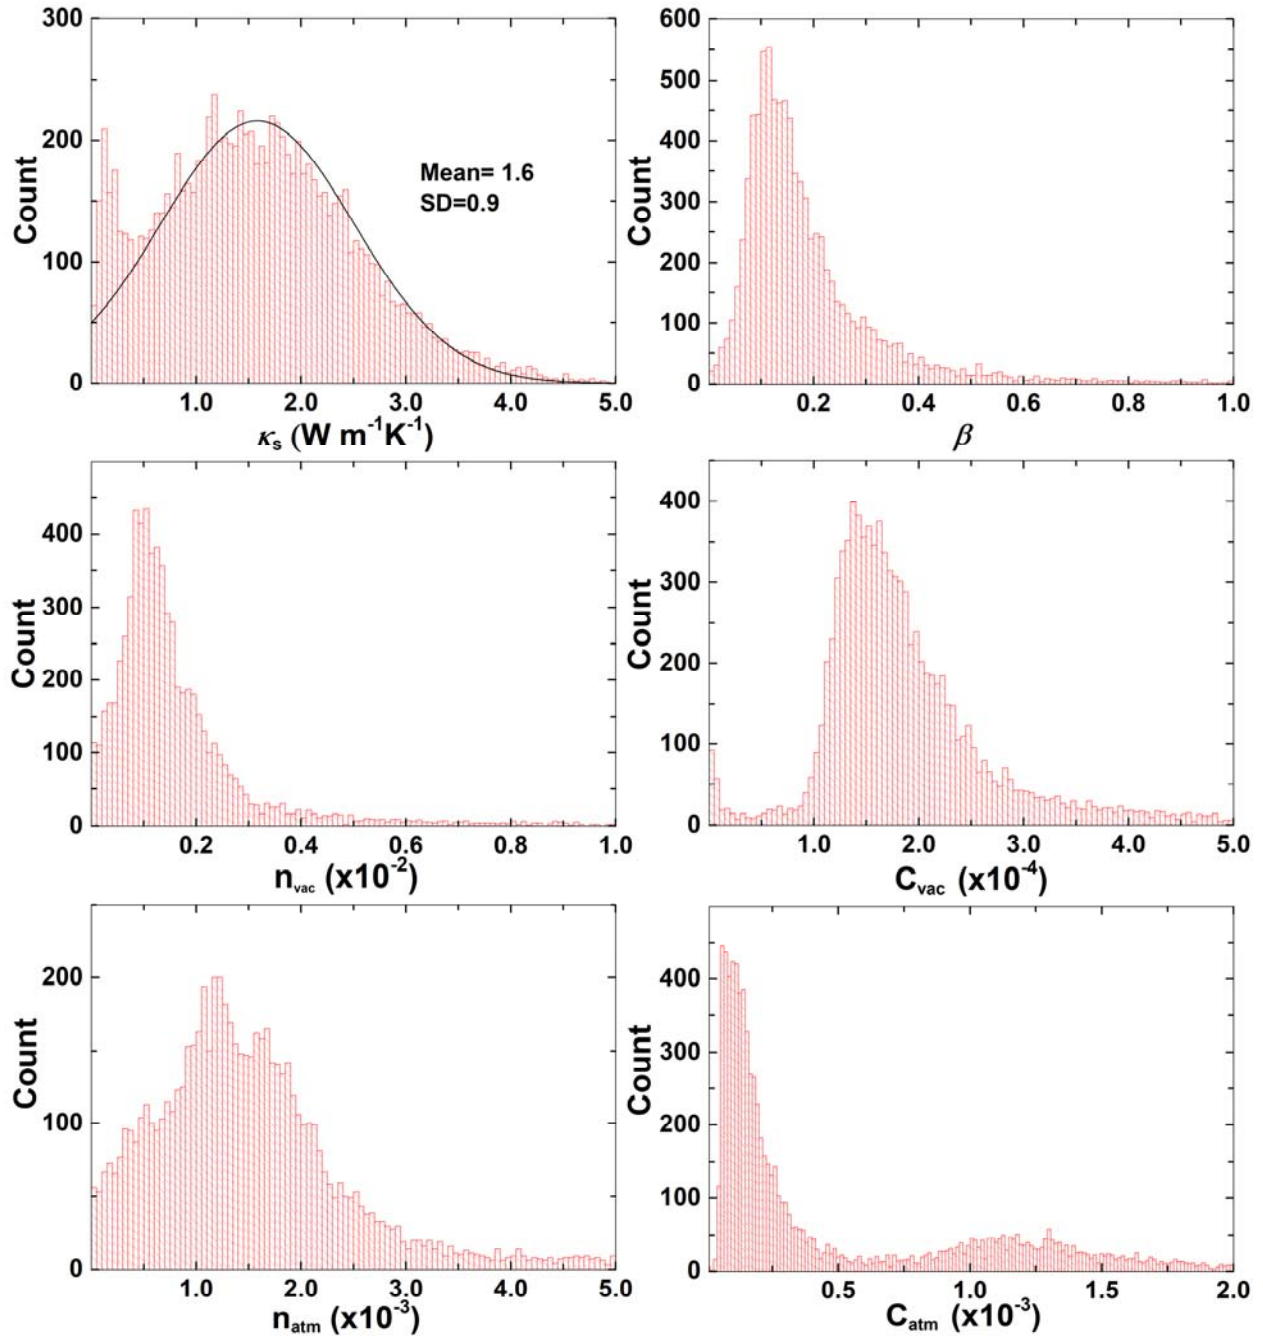 300
200
100
0
Count
Mean= 1.6
SD=0.9
1.0 2.0 3.0 4.0 5.0
κs (W m-1K-1)
600
500
400
300
200
100
0
Count
0.2 0.4 0.6 0.8 1.0
β
400
300
200
100
0
Count
0.2 0.4 0.6 0.8 1.0
nvac (x10-2)
400
300
200
100
0
Count
1.0 2.0 3.0 4.0 5.0
Cvac (x10-4)
200
100
0
Count
1.0 2.0 3.0 4.0 5.0
natm (x10-3)
400
300
200
100
0
Count
0.5 1.0 1.5 2.0
Catm (x10-3)